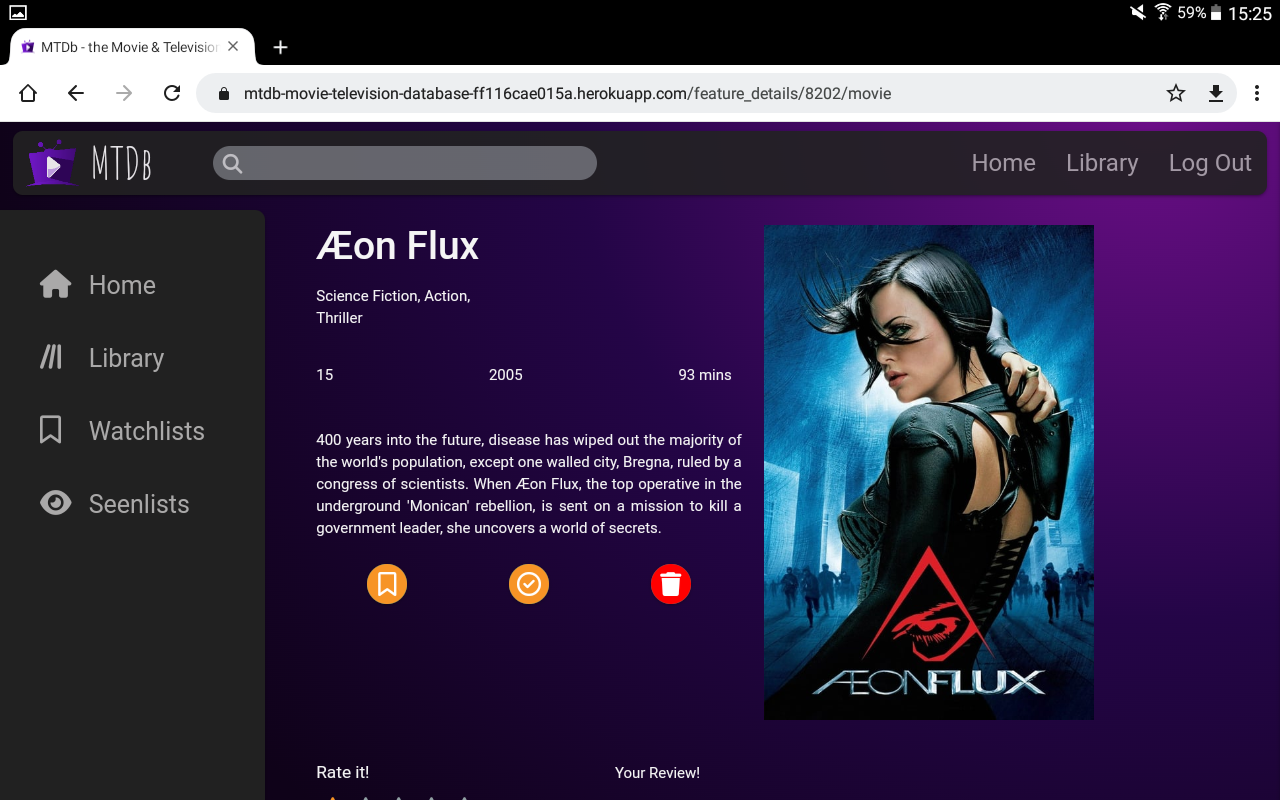 59% 15:25
MTDb - the Movie & Television
mtdb-movie-television-database-ff116cae015a.herokuapp.com/feature_details/8202/movie
MTDb
Home Library Log Out
Home
Library
Watchlists
Seenlists
Æon Flux
Science Fiction, Action,
Thriller
15 2005 93 mins
400 years into the future, disease has wiped out the majority of
the world's population, except one walled city, Bregna, ruled by a
congress of scientists. When Æon Flux, the top operative in the
underground 'Monican' rebellion, is sent on a mission to kill a
government leader, she uncovers a world of secrets.
ÆONFLUX
Rate it! Your Review!